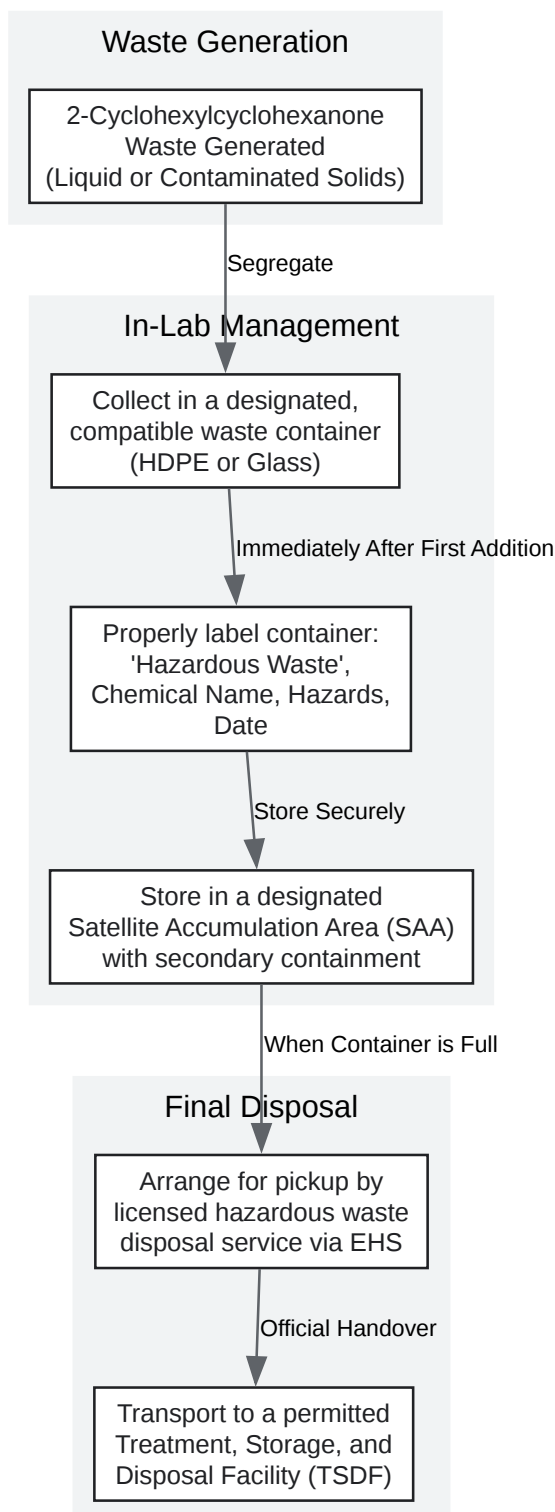 Waste Generation
2-Cyclohexylcyclohexanone
Waste Generated
(Liquid or Contaminated Solids)
Segregate
In-Lab Management
Collect in a designated,
compatible waste container
(HDPE or Glass)
Immediately After First Addition
Properly label container:
'Hazardous Waste',
Chemical Name, Hazards,
Date
Store Securely
Store in a designated
Satellite Accumulation Area (SAA)
with secondary containment
When Container is Full
Final Disposal
Arrange for pickup by
licensed hazardous waste
disposal service via EHS
Official Handover
Transport to a permitted
Treatment, Storage, and
Disposal Facility (TSDF)